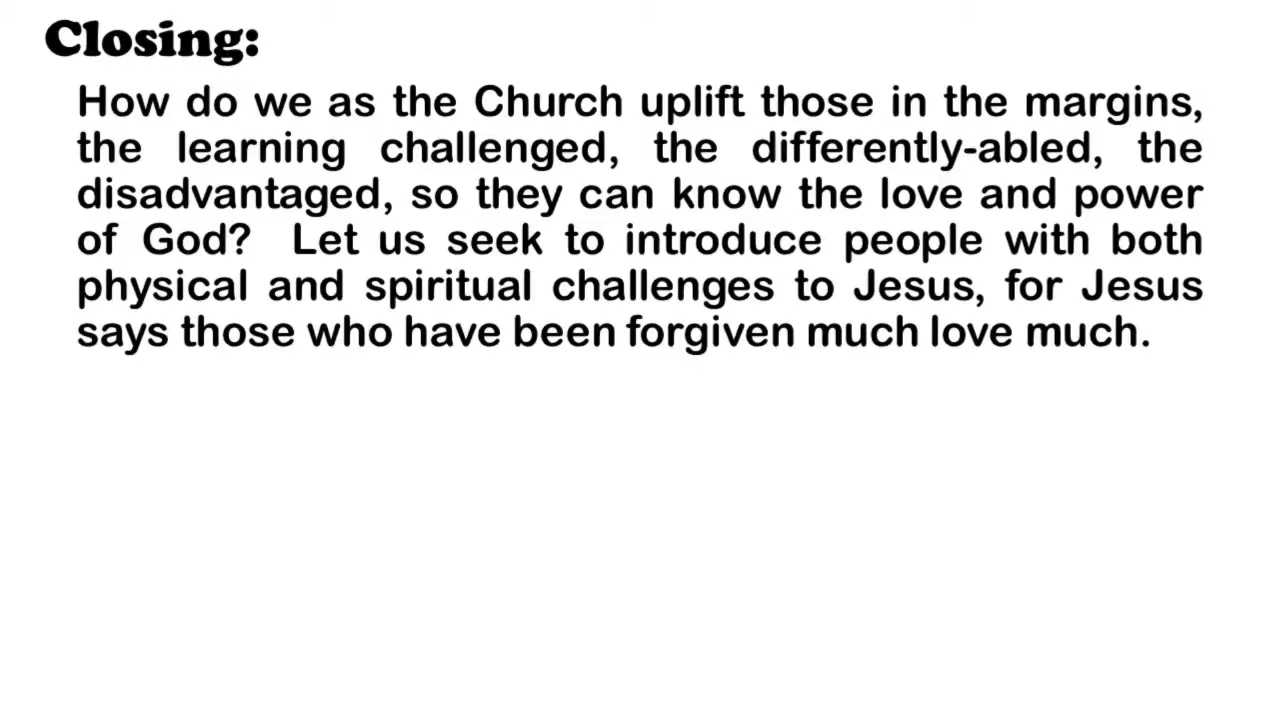 Closing:
How do we as the Church uplift those in the margins,
the learning challenged, the differently-abled, the
disadvantaged, so they can know the love and power
of God?  Let us seek to introduce people with both
physical and spiritual challenges to Jesus, for Jesus
says those who have been forgiven much love much.